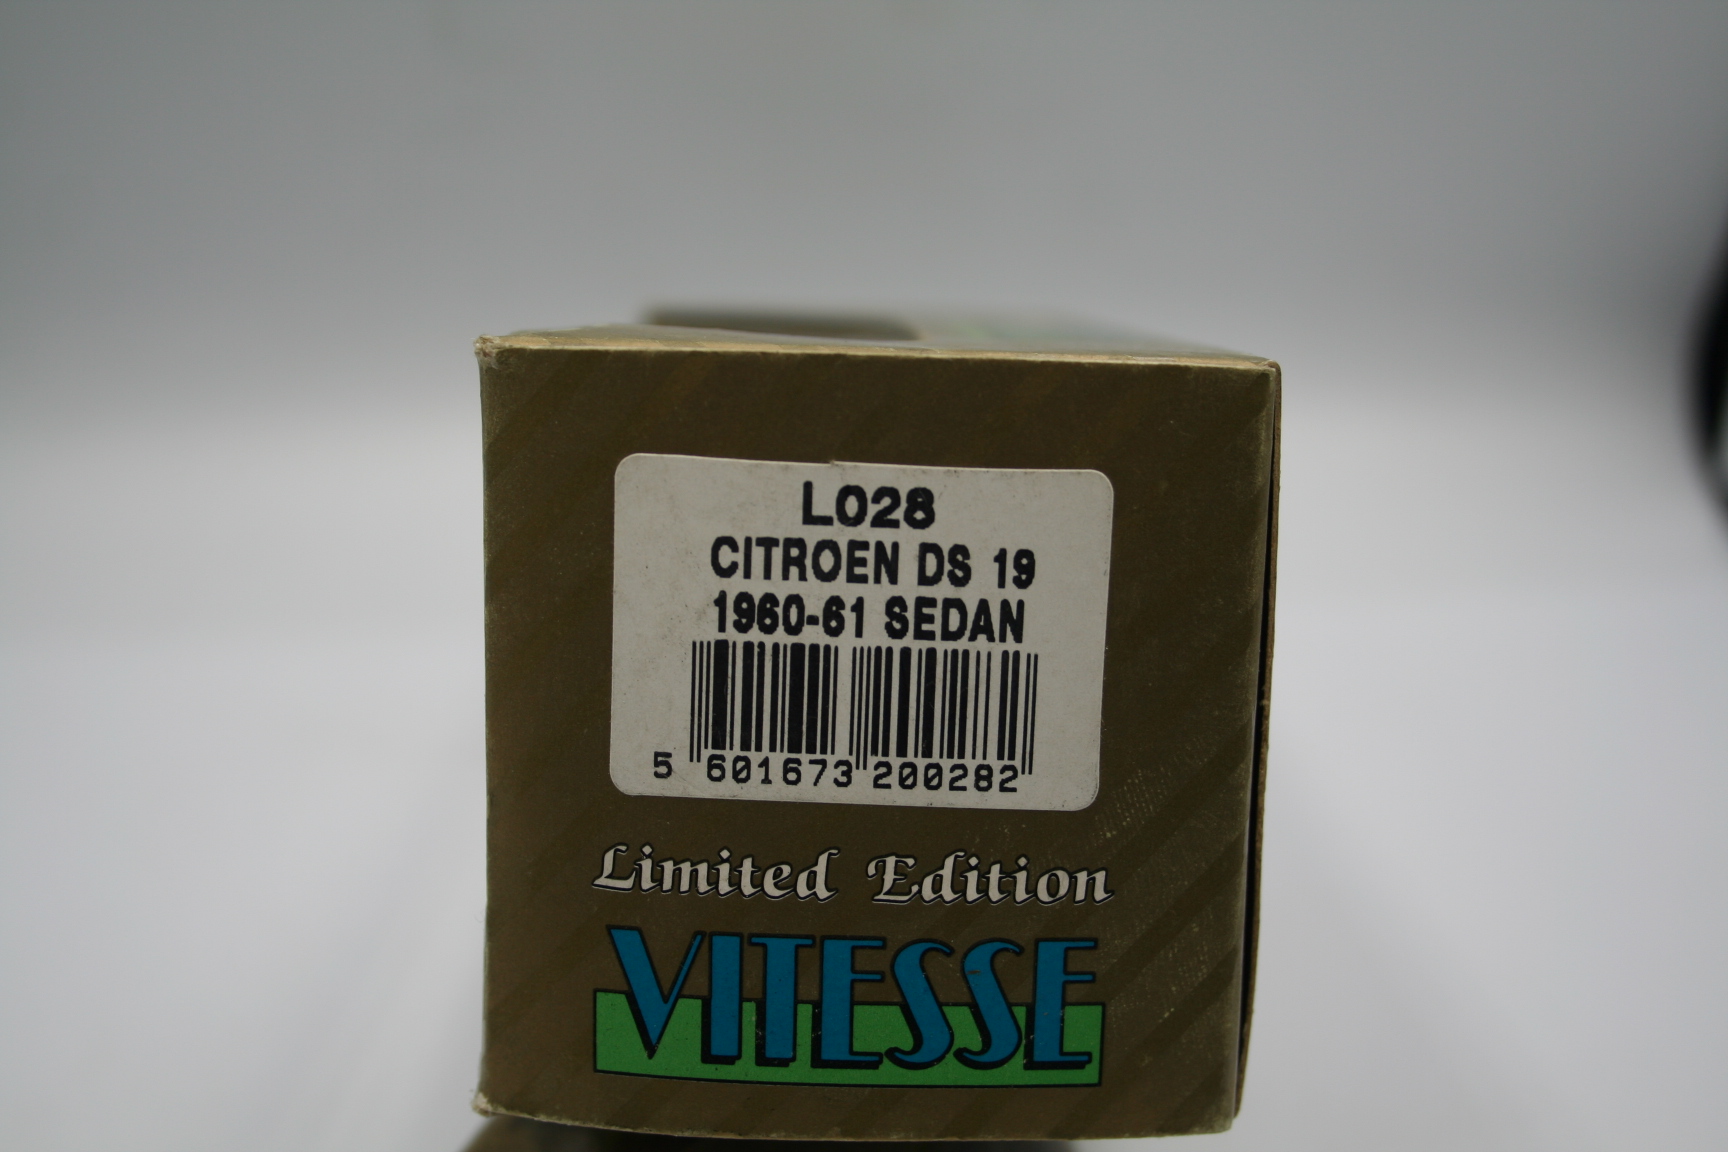 L028
CITROEN DS 19
1960-61 SEDAN
5 601673 200282
Limited Edition
VITESSE